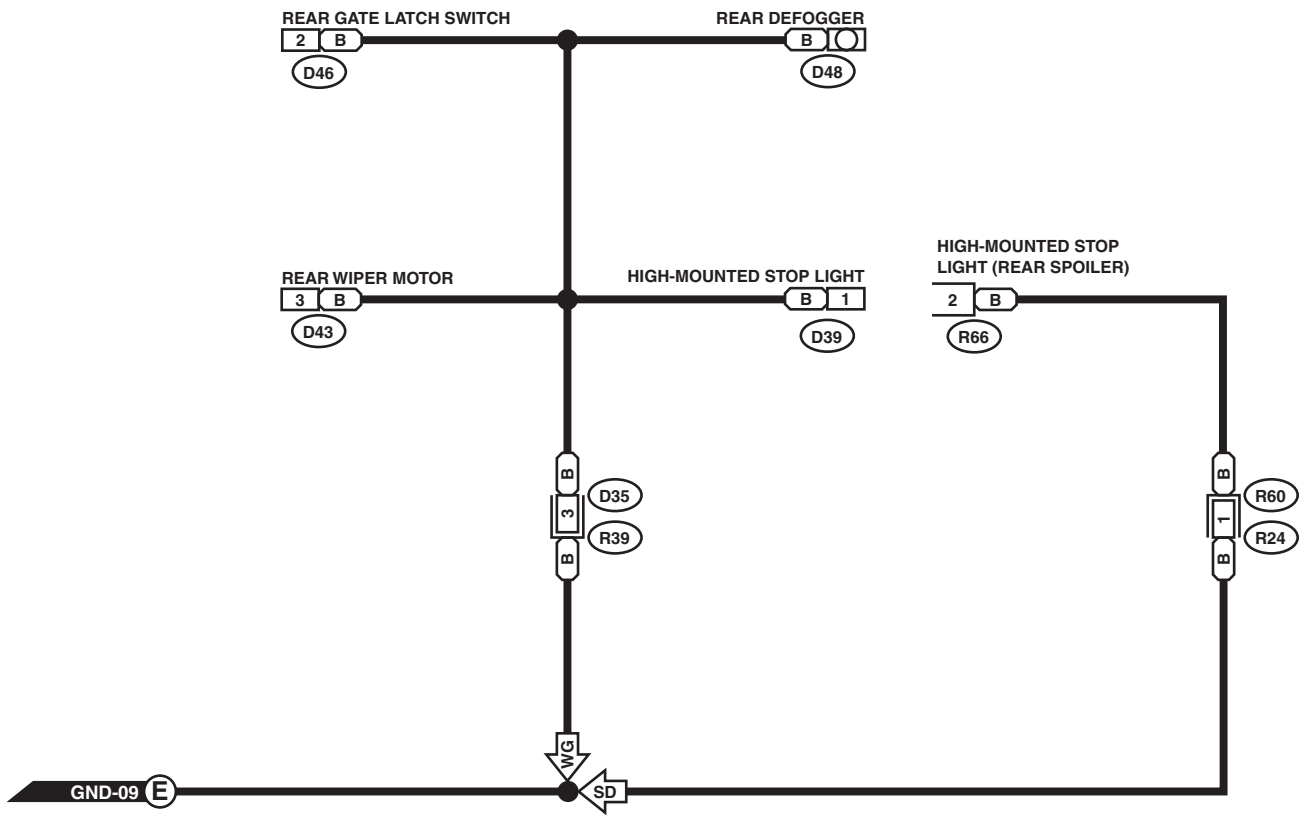 REAR GATE LATCH SWITCH
2 B
D46
REAR DEFOGGER
B
D48
REAR WIPER MOTOR
3 B
D43
HIGH-MOUNTED STOP LIGHT
B 1
D39
HIGH-MOUNTED STOP
LIGHT (REAR SPOILER)
2 B
R66
B
3
B
D35
R39
B
1
B
R60
R24
WG
SD
GND-09 E